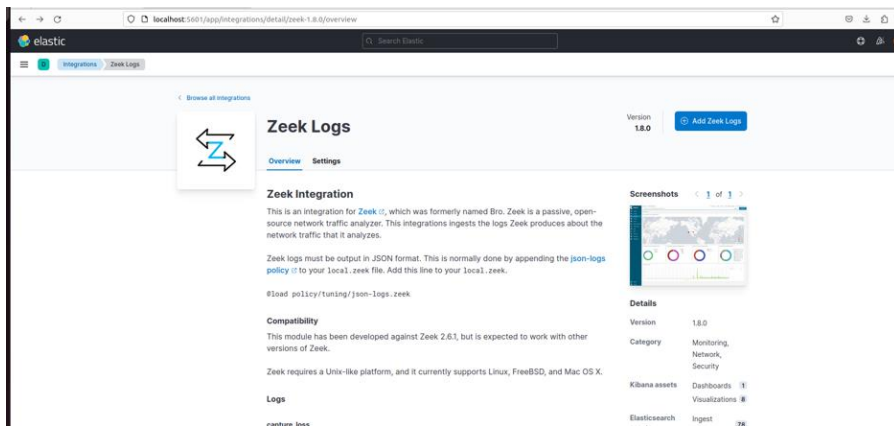 localhost:5601/app/integrations/detail/zeek-1.8.0/overview
elastic
Search Elastic
D
Integrations
Zeek Logs
Browse all integrations
Z
Zeek Logs
Version
1.8.0
Add Zeek Logs
Overview
Settings
Zeek Integration
This is an integration for Zeek, which was formerly named Bro. Zeek is a passive, open-
source network traffic analyzer. This integrations ingests the logs Zeek produces about the
network traffic that it analyzes.
Zeek logs must be output in JSON format. This is normally done by appending the json-logs
policy to your local.zeek file. Add this line to your local.zeek.
@load policy/tuning/json-logs.zeek
Compatibility
This module has been developed against Zeek 2.6.1, but is expected to work with other
versions of Zeek.
Zeek requires a Unix-like platform, and it currently supports Linux, FreeBSD, and Mac OS X.
Logs
capture_loss
Screenshots
1 of 1
Details
Version 1.8.0
Category Monitoring,
Network,
Security
Kibana assets Dashboards 1
Visualizations 8
Elasticsearch Ingest 78